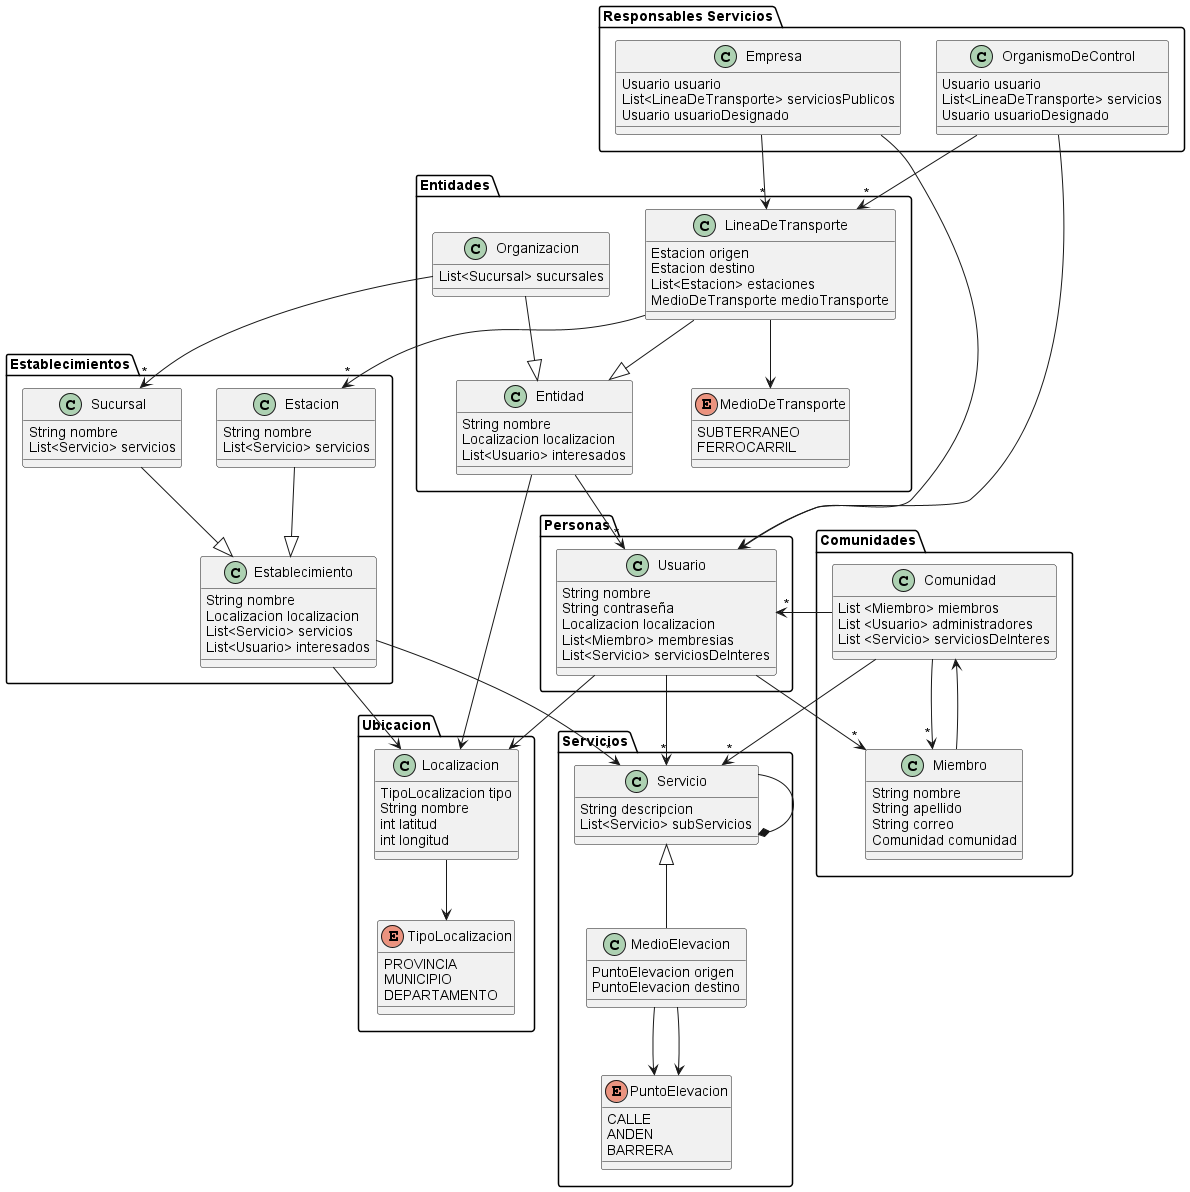 Responsables Servicios
C Empresa
Usuario usuario
List<LineaDeTransporte> serviciosPublicos
Usuario usuarioDesignado
C OrganismoDeControl
Usuario usuario
List<LineaDeTransporte> servicios
Usuario usuarioDesignado
Entidades
* *
C Organizacion
List<Sucursal> sucursales
C LineaDeTransporte
Estacion origen
Estacion destino
List<Estacion> estaciones
MedioDeTransporte medioTransporte
C Entidad
String nombre
Localizacion localizacion
List<Usuario> interesados
E MedioDeTransporte
SUBTERRANEO
FERROCARRIL
Establecimientos
* *
C Sucursal
String nombre
List<Servicio> servicios
C Estacion
String nombre
List<Servicio> servicios
C Establecimiento
String nombre
Localizacion localizacion
List<Servicio> servicios
List<Usuario> interesados
Personas
*
C Usuario
String nombre
String contraseña
Localizacion localizacion
List<Miembro> membresias
List<Servicio> serviciosDeInteres
*
Comunidades
C Comunidad
List <Miembro> miembros
List <Usuario> administradores
List <Servicio> serviciosDeInteres
* *
C Miembro
String nombre
String apellido
String correo
Comunidad comunidad
Ubicacion
C Localizacion
TipoLocalizacion tipo
String nombre
int latitud
int longitud
E TipoLocalizacion
PROVINCIA
MUNICIPIO
DEPARTAMENTO
Servicios
* * *
C Servicio
String descripcion
List<Servicio> subServicios
C MedioElevacion
PuntoElevacion origen
PuntoElevacion destino
E PuntoElevacion
CALLE
ANDEN
BARRERA